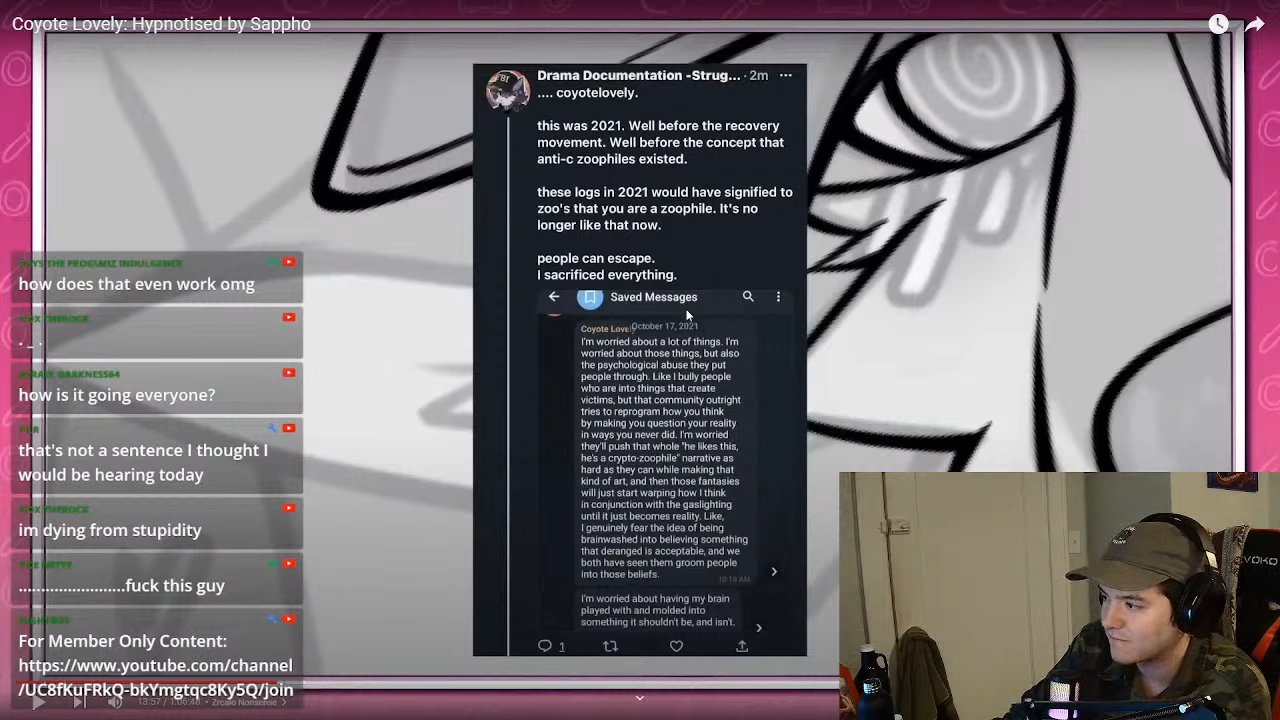 Coyote Lovely: Hypnotised by Sappho
Drama Documentation -Strug... · 2m
.... coyotelovely.
this was 2021. Well before the recovery
movement. Well before the concept that
anti-c zoophiles existed.
these logs in 2021 would have signified to
zoo's that you are a zoophile. It's no
longer like that now.
people can escape.
I sacrificed everything.
Saved Messages
October 17, 2021
Coyote Lovel
I'm worried about a lot of things. I'm
worried about those things, but also
the psychological abuse they put
people through. Like I bully people
who are into things that create
victims, but that community outright
tries to reprogram how you think
by making you question your reality
in ways you never did. I'm worried
they'll push that whole "he likes this,
he's a crypto-zoophile" narrative as
hard as they can while making that
kind of art, and then those fantasies
will just start warping how I think
in conjunction with the gaslighting
until it just becomes reality. Like,
I genuinely fear the idea of being
brainwashed into believing something
that deranged is acceptable, and we
both have seen them groom people
into those beliefs.
10:18 AM
I'm worried about having my brain
played with and molded into
something it shouldn't be, and isn't.
1
how does that even work omg
. _ .
how is it going everyone?
that's not a sentence I thought I
would be hearing today
im dying from stupidity
.......................fuck this guy
For Member Only Content:
https://www.youtube.com/channel
/UC8fKuFRkQ-bkYmgtqc8Ky5Q/join
13:57 / 1:06:48 • Zrcalo Nonsense >
EVOKO